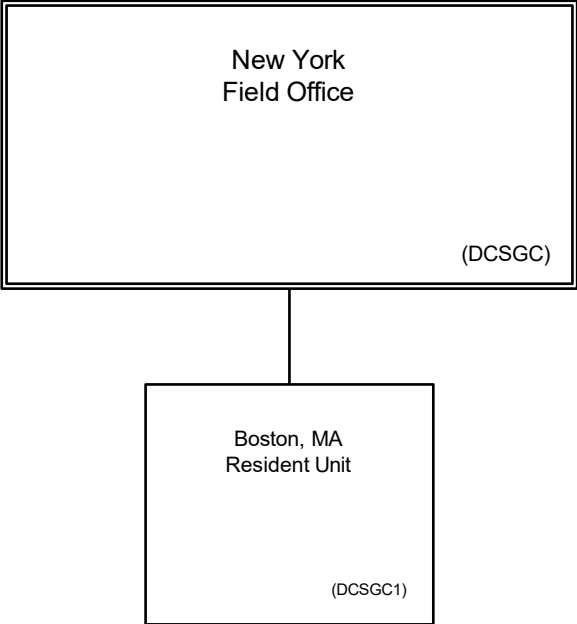 New York
Field Office
(DCSGC)
Boston, MA
Resident Unit
(DCSGC1)